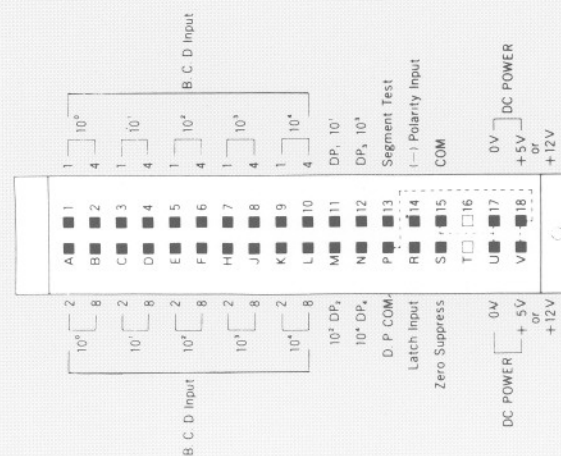 2 A 1 1
10⁰ 10⁰
8 B 2 4
2 C 3 1
10¹ 10¹
8 D 4 4
2 E 5 1
B. C. D Input 10² 10² B. C. D Input
8 F 6 4
2 H 7 1
10³ 10³
8 J 8 4
2 K 9 1
10⁴ 10⁴
8 L 10 4
10² DP₂ M 11 DP₁ 10¹
10⁴ DP₄ N 12 DP₃ 10³
D. P COM P 13 Segment Test
Latch Input R 14 (−) Polarity Input
Zero Suppress S 15 COM
T 16
0V U 17 0V
DC POWER DC POWER
+5V V 18 +5V
or or
+12V +12V